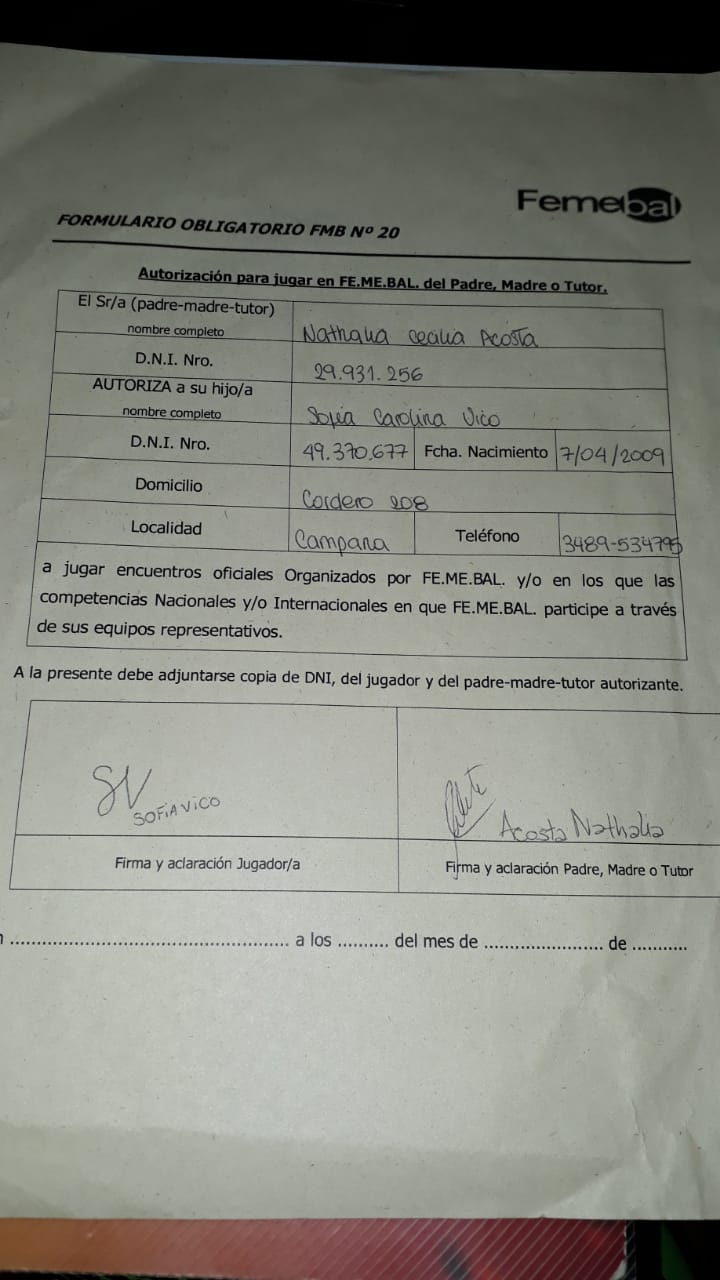 Femebal
FORMULARIO OBLIGATORIO FMB Nº 20
Autorización para jugar en FE.ME.BAL. del Padre, Madre o Tutor.
El Sr/a (padre-madre-tutor)
nombre completo
Nathalia Cecilia Acosta
D.N.I. Nro.
29.931.256
AUTORIZA a su hijo/a
nombre completo
Sofia Carolina Vico
D.N.I. Nro.
49.370.677
Fcha. Nacimiento
7/04/2009
Domicilio
Cordero 208
Localidad
Campana
Teléfono
3489-534795
a jugar encuentros oficiales Organizados por FE.ME.BAL. y/o en los que las
competencias Nacionales y/o Internacionales en que FE.ME.BAL. participe a través
de sus equipos representativos.
A la presente debe adjuntarse copia de DNI, del jugador y del padre-madre-tutor autorizante.
SV
SOFIA VICO
Acosta Nathalia
Firma y aclaración Jugador/a
Firma y aclaración Padre, Madre o Tutor
................................................ a los .......... del mes de ...................... de ...........